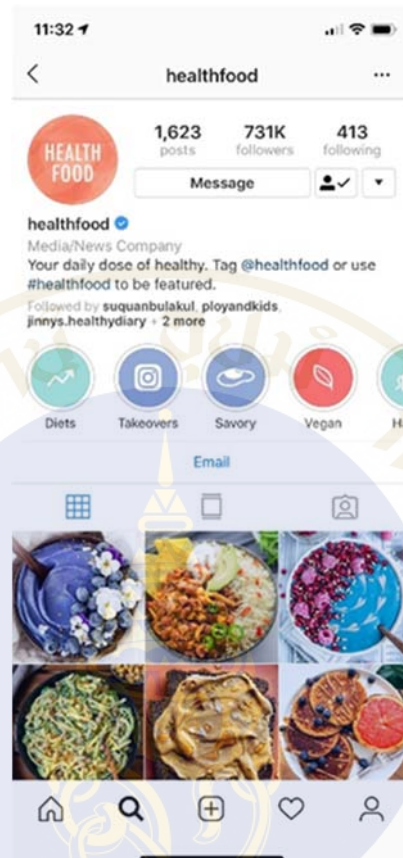 11:32
healthfood
1,623 731K 413
posts followers following
HEALTH
FOOD
Message
healthfood
Media/News Company
Your daily dose of healthy. Tag @healthfood or use
#healthfood to be featured.
Followed by suquanbulakul, ployandkids,
jinnys.healthydiary + 2 more
Diets Takeovers Savory Vegan
Email